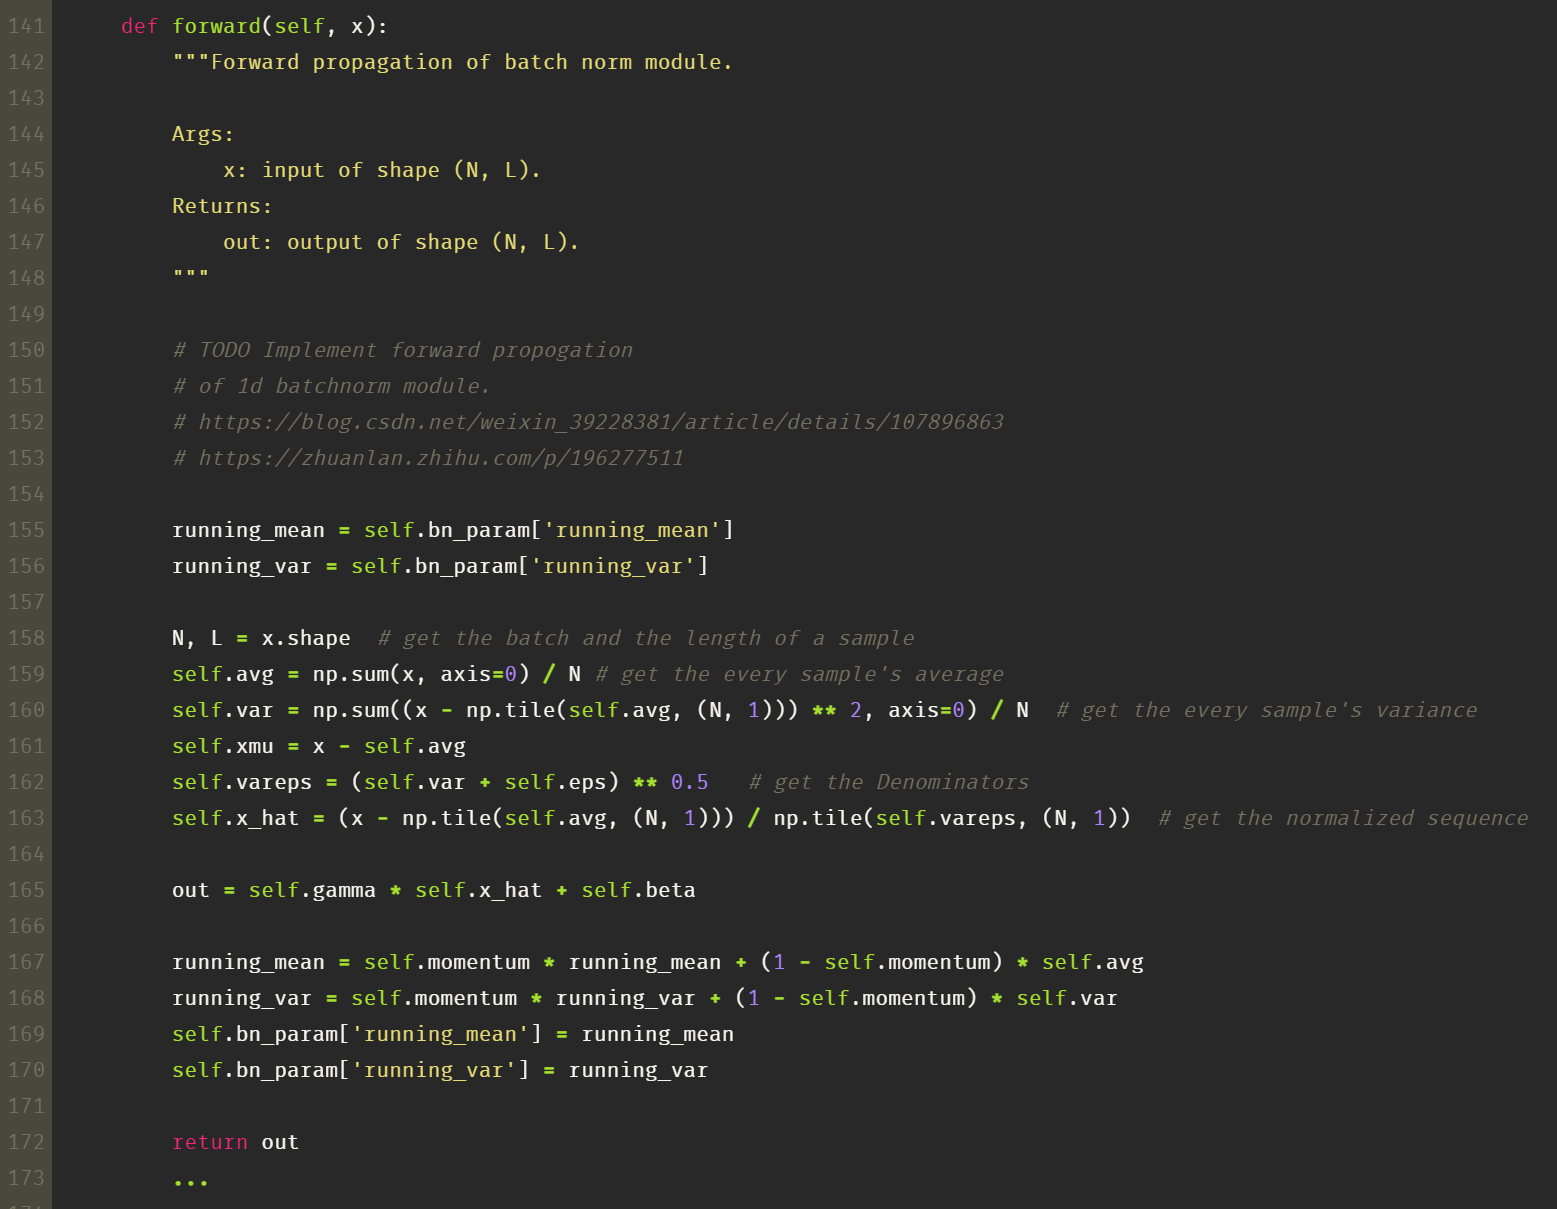 141 def forward(self, x):
142 """Forward propagation of batch norm module.
143
144 Args:
145 x: input of shape (N, L).
146 Returns:
147 out: output of shape (N, L).
148 """
149
150 # TODO Implement forward propogation
151 # of 1d batchnorm module.
152 # https://blog.csdn.net/weixin_39228381/article/details/107896863
153 # https://zhuanlan.zhihu.com/p/196277511
154
155 running_mean = self.bn_param['running_mean']
156 running_var = self.bn_param['running_var']
157
158 N, L = x.shape  # get the batch and the length of a sample
159 self.avg = np.sum(x, axis=0) / N # get the every sample's average
160 self.var = np.sum((x - np.tile(self.avg, (N, 1))) ** 2, axis=0) / N  # get the every sample's variance
161 self.xmu = x - self.avg
162 self.vareps = (self.var + self.eps) ** 0.5   # get the Denominators
163 self.x_hat = (x - np.tile(self.avg, (N, 1))) / np.tile(self.vareps, (N, 1))  # get the normalized sequence
164
165 out = self.gamma * self.x_hat + self.beta
166
167 running_mean = self.momentum * running_mean + (1 - self.momentum) * self.avg
168 running_var = self.momentum * running_var + (1 - self.momentum) * self.var
169 self.bn_param['running_mean'] = running_mean
170 self.bn_param['running_var'] = running_var
171
172 return out
173 ...